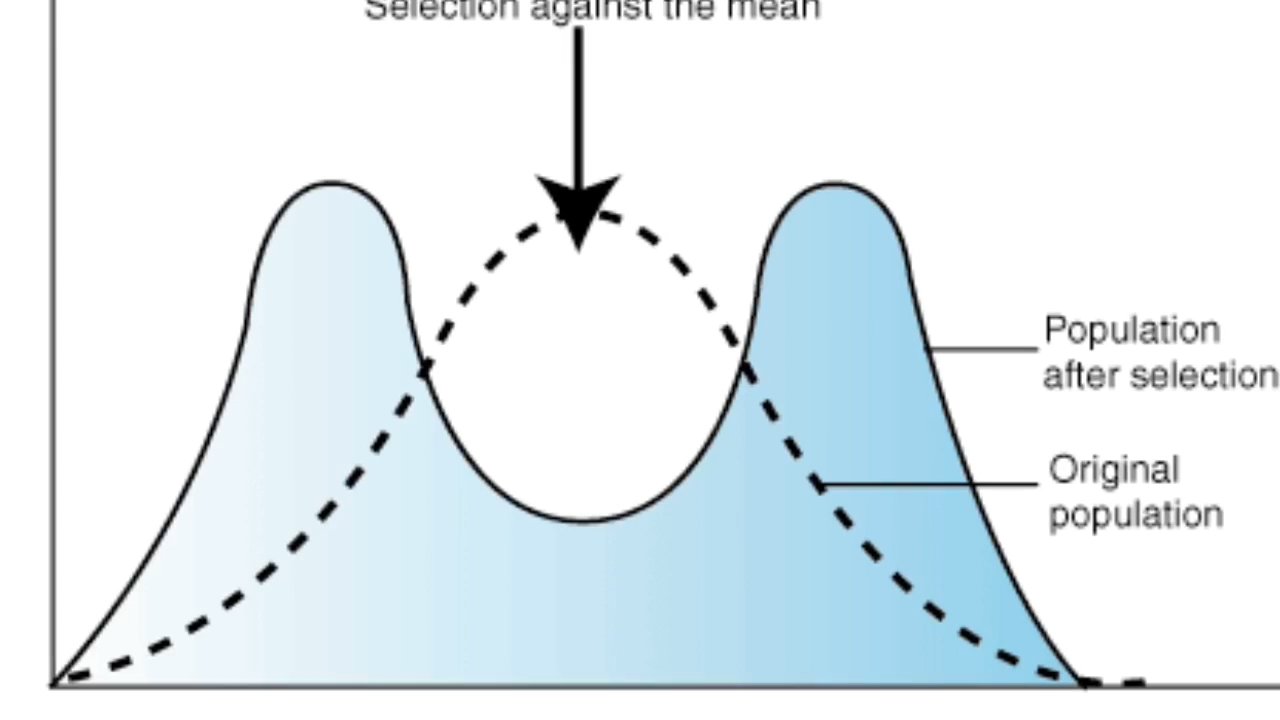 Selection against the mean
Population
after selection
Original
population